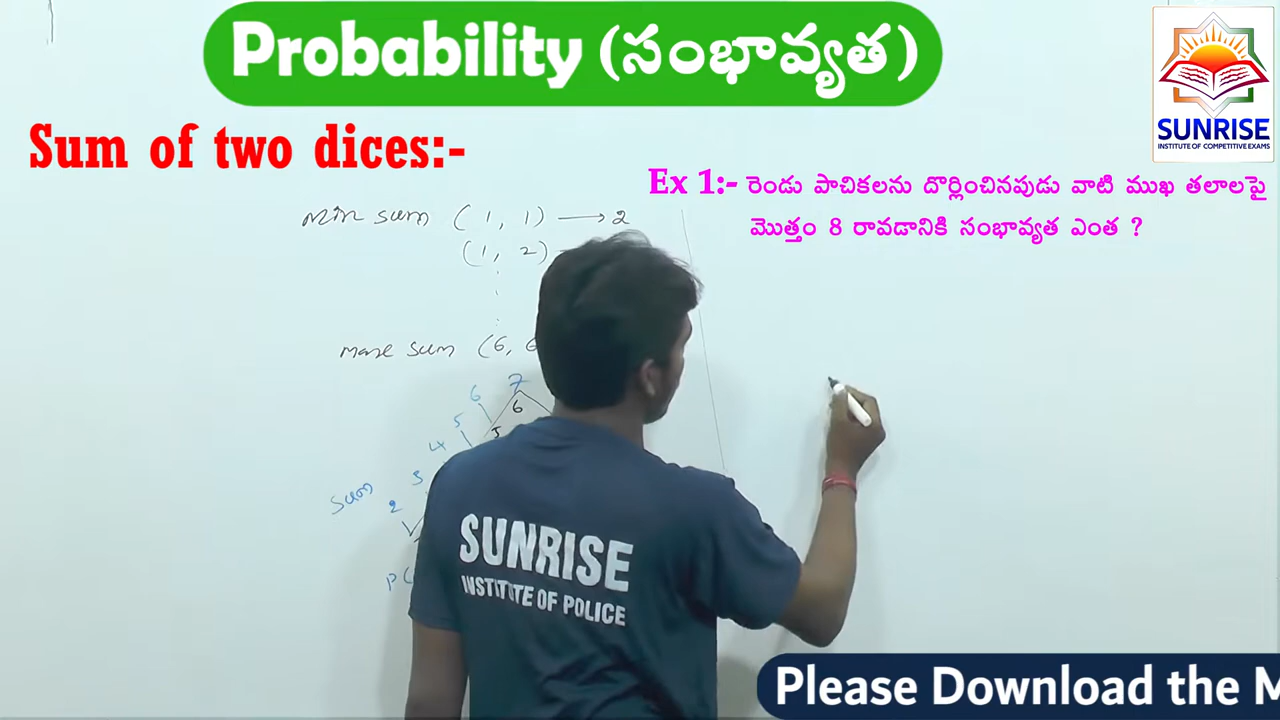 Probability (సంభావ్యత)
SUNRISE
INSTITUTE OF COMPETITIVE EXAMS
Sum of two dices:-
Ex 1:- రెండు పాచికలను దొర్లించినపుడు వాటి ముఖ తలాలపై
మొత్తం 8 రావడానికి సంభావ్యత ఎంత ?
Min sum (1, 1) → 2
(1, 2)
Max sum (6, 6
6 7
5 6
4 5
3
Sum 2
P(
SUNRISE
INSTITUTE OF POLICE
Please Download the M